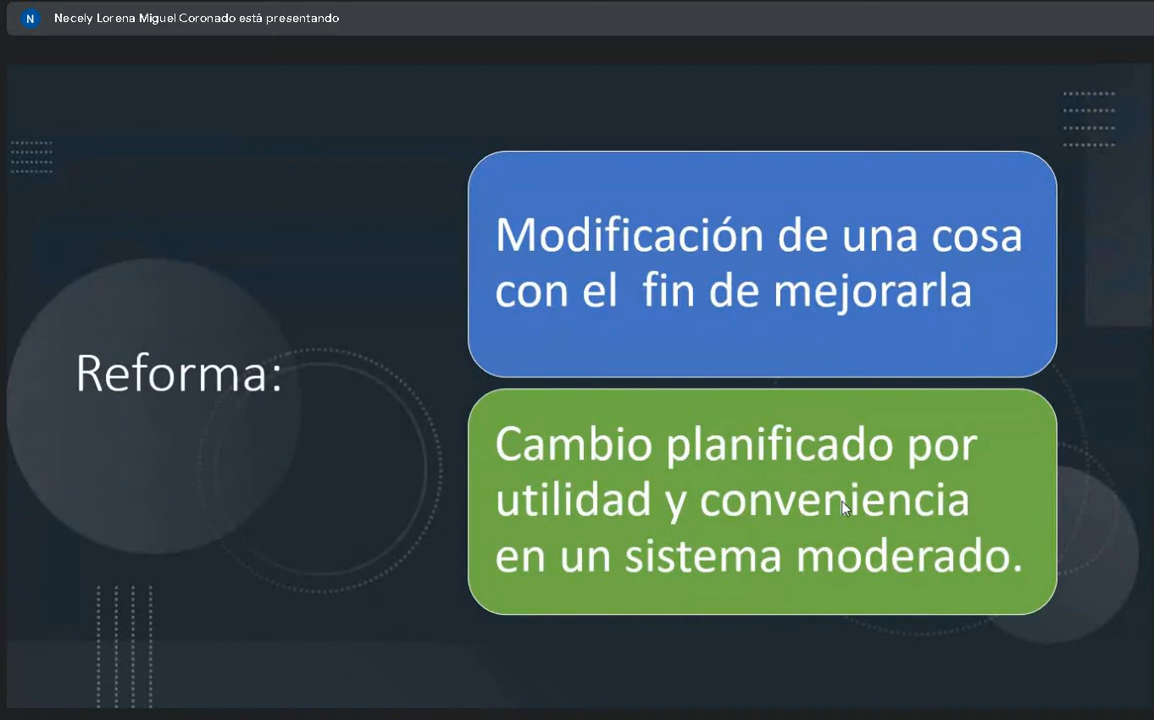 N
Necely Lorena Miguel Coronado está presentando
Reforma:
Modificación de una cosa
con el  fin de mejorarla
Cambio planificado por
utilidad y conveniencia
en un sistema moderado.